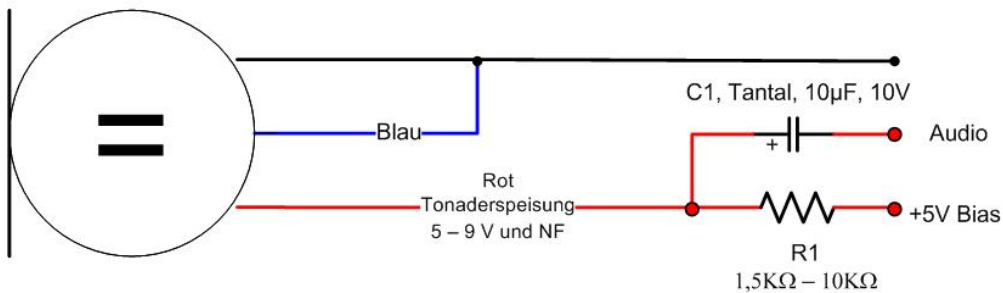 C1, Tantal, 10µF, 10V
Blau
+
Audio
Rot
Tonaderspeisung
5 – 9 V und NF
+5V Bias
R1
1,5KΩ – 10KΩ